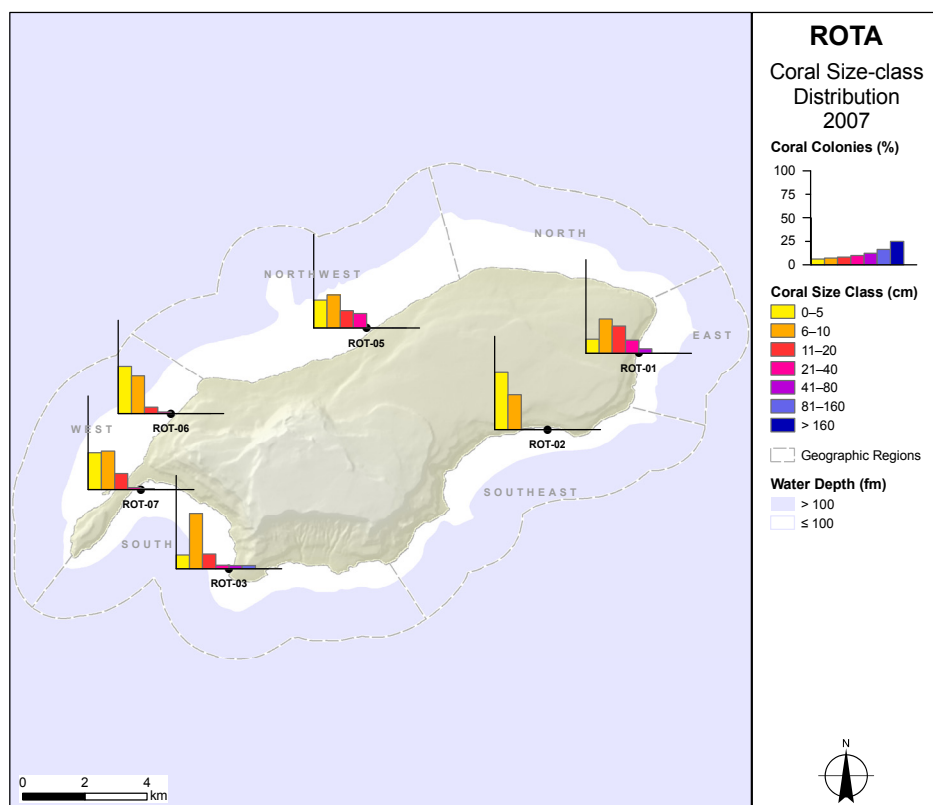 ROTA
Coral Size-class
Distribution
2007
Coral Colonies (%)
100
75
50
25
0
Coral Size Class (cm)
0–5
6–10
11–20
21–40
41–80
81–160
> 160
Geographic Regions
Water Depth (fm)
> 100
≤ 100
N
NORTH
NORTHWEST
EAST
ROT-05
ROT-01
ROT-06
WEST
ROT-02
SOUTHEAST
ROT-07
SOUTH
ROT-03
0 2 4
km